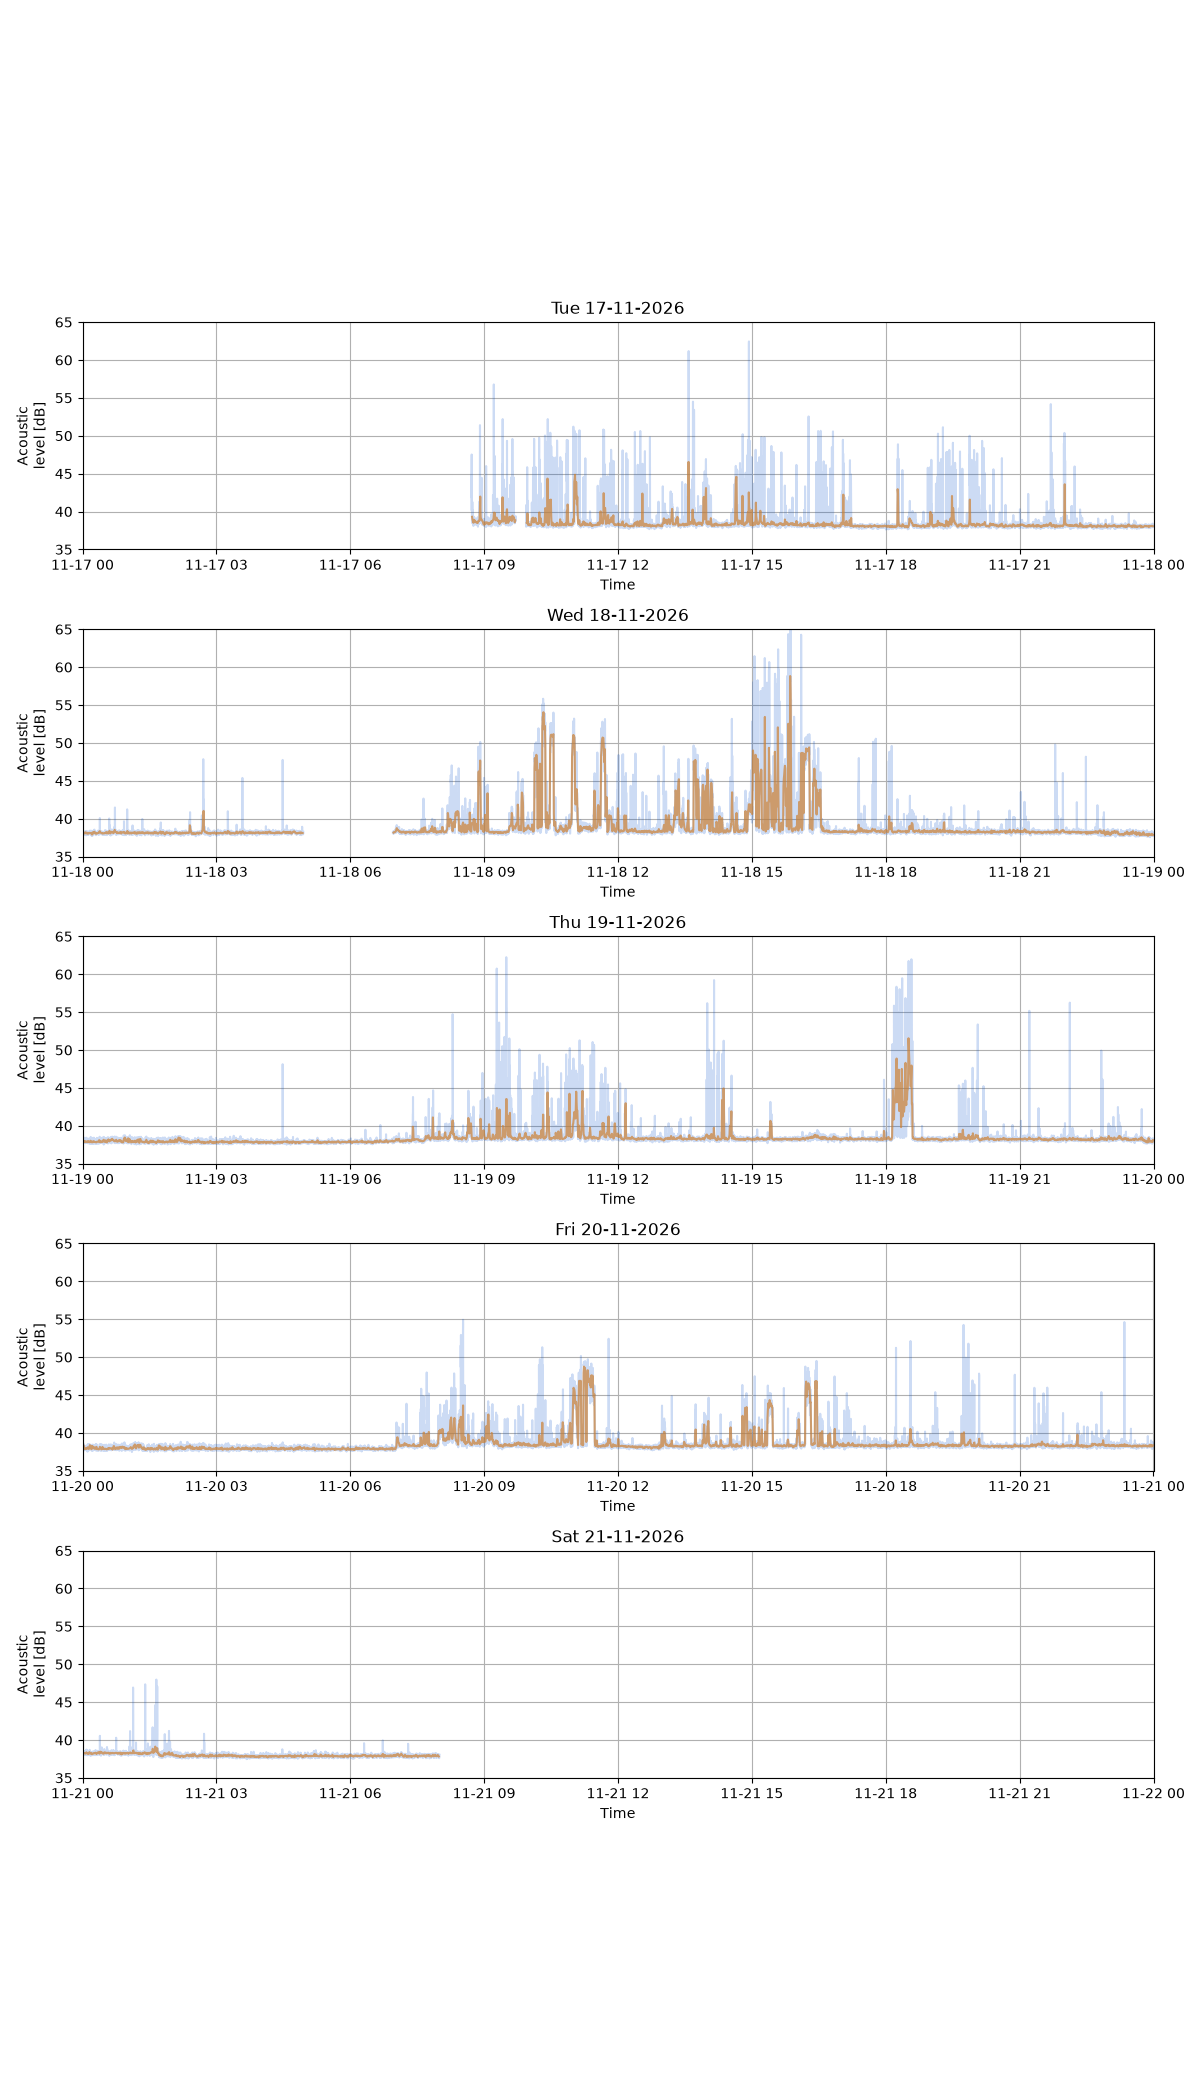 Tue 17-11-2026
Acoustic
level [dB]
65
60
55
50
45
40
35
11-17 00 11-17 03 11-17 06 11-17 09 11-17 12 11-17 15 11-17 18 11-17 21 11-18 00
Time
Wed 18-11-2026
Acoustic
level [dB]
65
60
55
50
45
40
35
11-18 00 11-18 03 11-18 06 11-18 09 11-18 12 11-18 15 11-18 18 11-18 21 11-19 00
Time
Thu 19-11-2026
Acoustic
level [dB]
65
60
55
50
45
40
35
11-19 00 11-19 03 11-19 06 11-19 09 11-19 12 11-19 15 11-19 18 11-19 21 11-20 00
Time
Fri 20-11-2026
Acoustic
level [dB]
65
60
55
50
45
40
35
11-20 00 11-20 03 11-20 06 11-20 09 11-20 12 11-20 15 11-20 18 11-20 21 11-21 00
Time
Sat 21-11-2026
Acoustic
level [dB]
65
60
55
50
45
40
35
11-21 00 11-21 03 11-21 06 11-21 09 11-21 12 11-21 15 11-21 18 11-21 21 11-22 00
Time